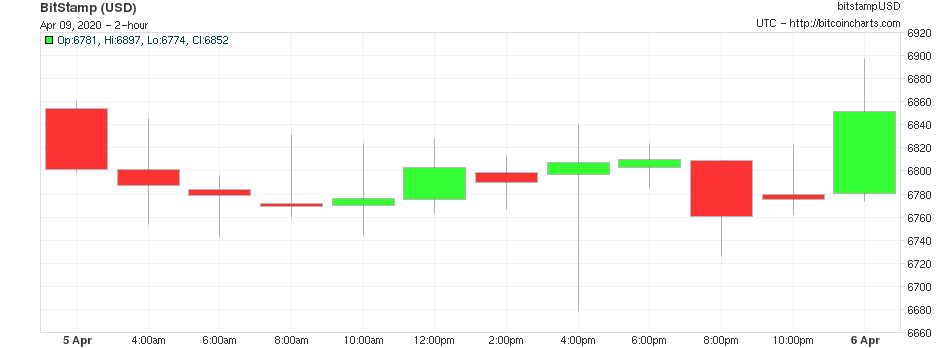 BitStamp (USD)
bitstampUSD
Apr 09, 2020 - 2-hour
UTC - http://bitcoincharts.com
Op:6781, Hi:6897, Lo:6774, Cl:6852
6920
6900
6880
6860
6840
6820
6800
6780
6760
6740
6720
6700
6680
6660
5 Apr 4:00am 6:00am 8:00am 10:00am 12:00pm 2:00pm 4:00pm 6:00pm 8:00pm 10:00pm 6 Apr